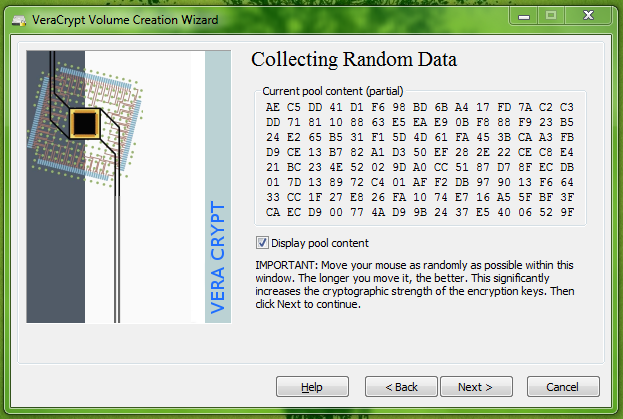 VeraCrypt Volume Creation Wizard
Collecting Random Data
Current pool content (partial)
AE C5 DD 41 D1 F6 98 BD 6B A4 17 FD 7A C2 C3
DD 71 81 10 88 63 E5 EA E9 0B F8 88 F9 23 B5
24 E2 65 B5 31 F1 5D 4D 61 FA 45 3B CA A3 FB
D9 CE 13 B7 82 A1 D3 50 EF 28 2E 22 CE C8 E4
21 BC 23 4E 52 02 9D A0 CC 51 87 D7 8F EC DB
01 7D 13 89 72 C4 01 AF F2 DB 97 90 13 F6 64
33 CC 1F 27 E8 26 FA 10 74 E7 16 A5 5F BF 3F
CA EC D9 00 77 4A D9 9B 24 37 E5 40 06 52 9F
Display pool content
IMPORTANT: Move your mouse as randomly as possible within this
window. The longer you move it, the better. This significantly
increases the cryptographic strength of the encryption keys. Then
click Next to continue.
VERA CRYPT
Help
< Back
Next >
Cancel